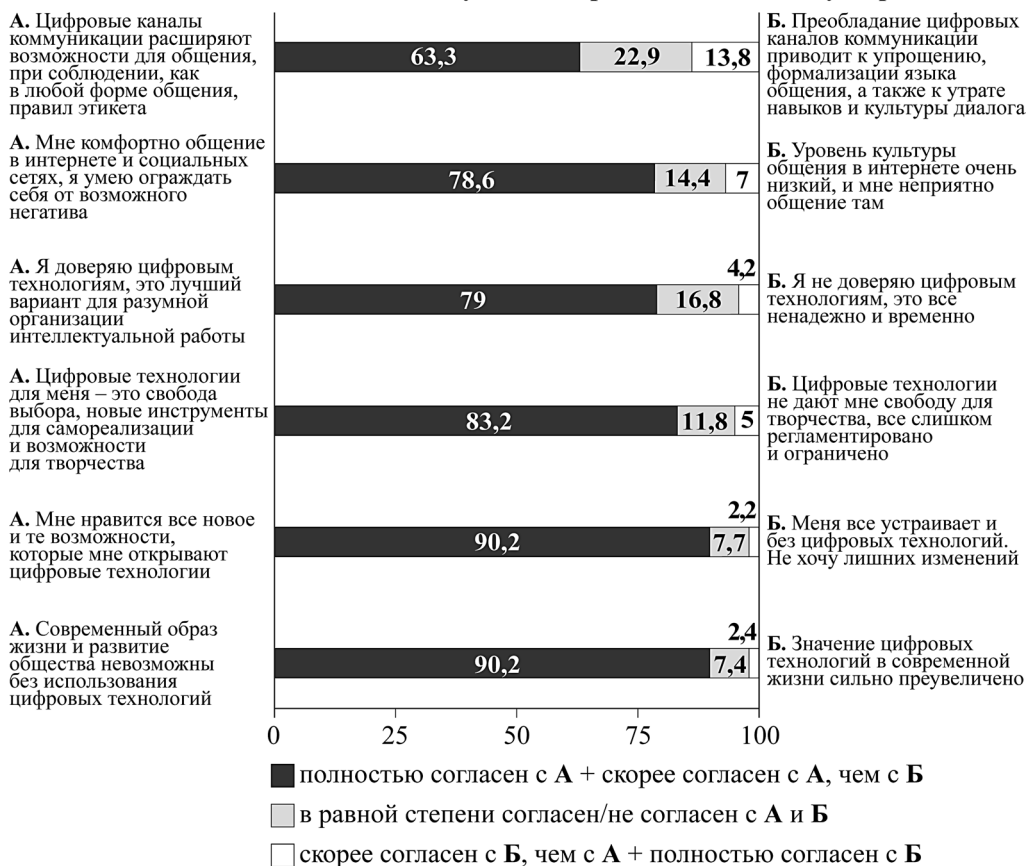 А. Цифровые каналы
коммуникации расширяют
возможности для общения,
при соблюдении, как
в любой форме общения,
правил этикета
63,3
22,9
13,8
Б. Преобладание цифровых
каналов коммуникации
приводит к упрощению,
формализации языка
общения, а также к утрате
навыков и культуры диалога
А. Мне комфортно общение
в интернете и социальных
сетях, я умею ограждать
себя от возможного
негатива
78,6
14,4
7
Б. Уровень культуры
общения в интернете очень
низкий, и мне неприятно
общение там
А. Я доверяю цифровым
технологиям, это лучший
вариант для разумной
организации
интеллектуальной работы
79
16,8
4,2
Б. Я не доверяю цифровым
технологиям, это все
ненадежно и временно
А. Цифровые технологии
для меня – это свобода
выбора, новые инструменты
для самореализации
и возможности
для творчества
83,2
11,8
5
Б. Цифровые технологии
не дают мне свободу для
творчества, все слишком
регламентировано
и ограничено
А. Мне нравится все новое
и те возможности,
которые мне открывают
цифровые технологии
90,2
7,7
2,2
Б. Меня все устраивает и
без цифровых технологий.
Не хочу лишних изменений
А. Современный образ
жизни и развитие
общества невозможны
без использования
цифровых технологий
90,2
7,4
2,4
Б. Значение цифровых
технологий в современной
жизни сильно преувеличено
0 25 50 75 100
полностью согласен с А + скорее согласен с А, чем с Б
в равной степени согласен/не согласен с А и Б
скорее согласен с Б, чем с А + полностью согласен с Б